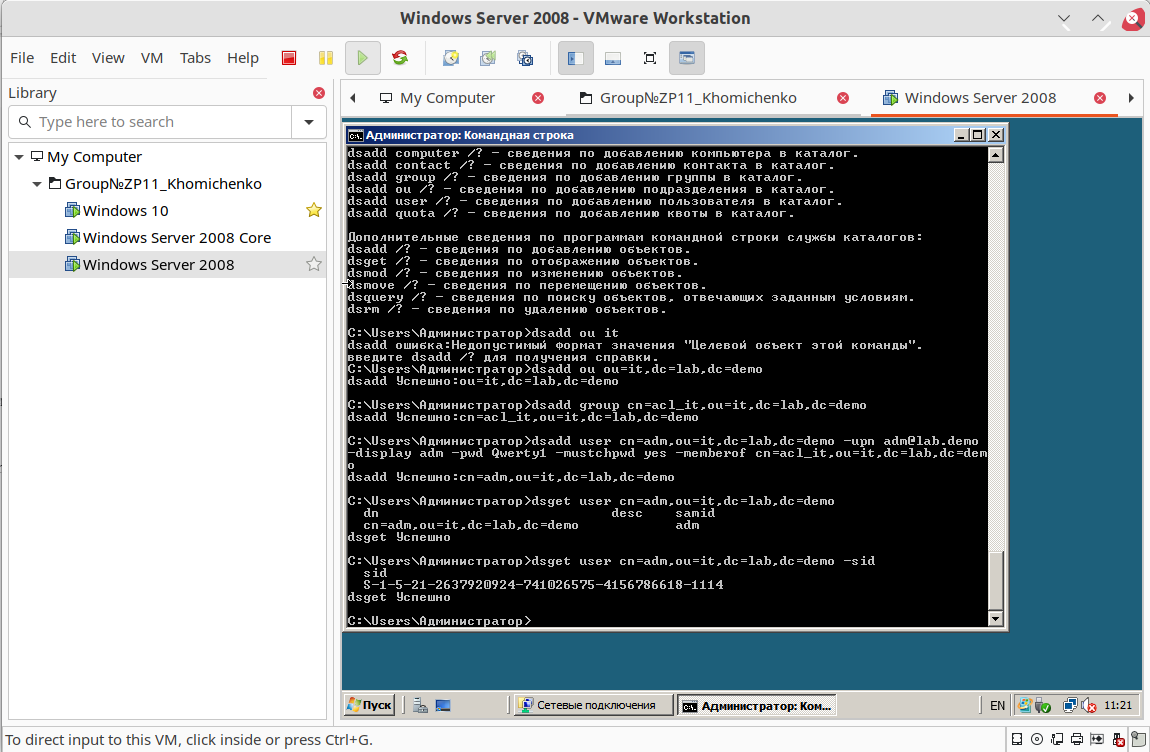 Windows Server 2008 - VMware Workstation
File Edit View VM Tabs Help
Library
Type here to search
My Computer
Group№ZP11_Khomichenko
Windows 10
Windows Server 2008 Core
Windows Server 2008
My Computer
Group№ZP11_Khomichenko
Windows Server 2008
Администратор: Командная строка
dsadd computer /? – сведения по добавлению компьютера в каталог.
dsadd contact /? – сведения по добавлению контакта в каталог.
dsadd group /? – сведения по добавлению группы в каталог.
dsadd ou /? – сведения по добавлению подразделения в каталог.
dsadd user /? – сведения по добавлению пользователя в каталог.
dsadd quota /? – сведения по добавлению квоты в каталог.
Дополнительные сведения по программам командной строки службы каталогов:
dsadd /? – сведения по добавлению объектов.
dsget /? – сведения по отображению объектов.
dsmod /? – сведения по изменению объектов.
dsmove /? – сведения по перемещению объектов.
dsquery /? – сведения по поиску объектов, отвечающих заданным условиям.
dsrm /? – сведения по удалению объектов.
C:\Users\Администратор>dsadd ou it
dsadd ошибка:Недопустимый формат значения "Целевой объект этой команды".
введите dsadd /? для получения справки.
C:\Users\Администратор>dsadd ou ou=it,dc=lab,dc=demo
dsadd Успешно:ou=it,dc=lab,dc=demo
C:\Users\Администратор>dsadd group cn=acl_it,ou=it,dc=lab,dc=demo
dsadd Успешно:cn=acl_it,ou=it,dc=lab,dc=demo
C:\Users\Администратор>dsadd user cn=adm,ou=it,dc=lab,dc=demo -upn adm@lab.demo
-display adm -pwd Qwerty1 -mustchpwd yes -memberof cn=acl_it,ou=it,dc=lab,dc=dem
o
dsadd Успешно:cn=adm,ou=it,dc=lab,dc=demo
C:\Users\Администратор>dsget user cn=adm,ou=it,dc=lab,dc=demo
dn desc samid
cn=adm,ou=it,dc=lab,dc=demo adm
dsget Успешно
C:\Users\Администратор>dsget user cn=adm,ou=it,dc=lab,dc=demo -sid
sid
S-1-5-21-2637920924-741026575-4156786618-1114
dsget Успешно
C:\Users\Администратор>
Пуск
Сетевые подключения
Администратор: Ком...
EN
11:21
To direct input to this VM, click inside or press Ctrl+G.